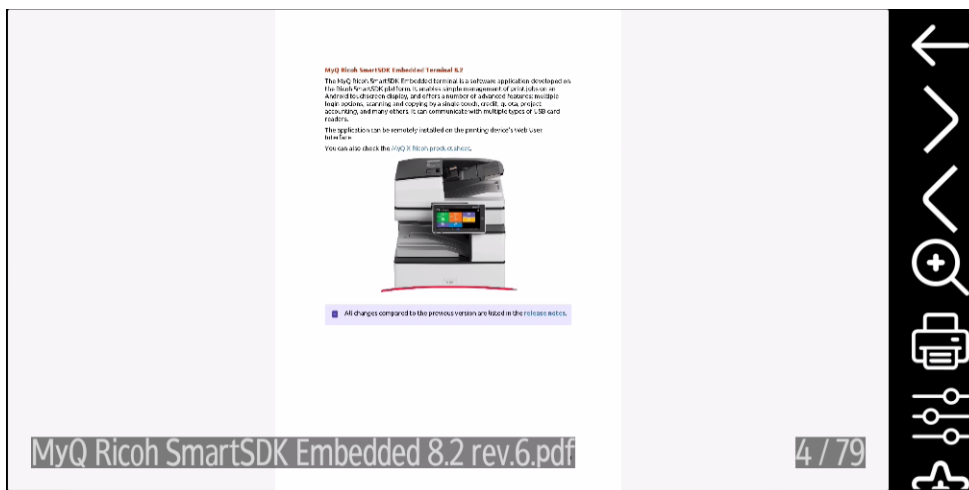 MyQ Ricoh SmartSDK Embedded Terminal 8.2
The MyQ Ricoh SmartSDK Embedded terminal is a software application developed on
the Ricoh SmartSDK platform. It enables simple management of print jobs on an
Android touchscreen display, and offers a number of advanced features: multiple
login options, scanning and copying by a single touch, credit, quota, project
accounting, and many others. It can communicate with multiple types of USB card
readers.
The application can be remotely installed on the printing device's Web User
Interface.
You can also check the MyQ X Ricoh product sheet.
All changes compared to the previous version are listed in the release notes.
MyQ Ricoh SmartSDK Embedded 8.2 rev.6.pdf
4 / 79